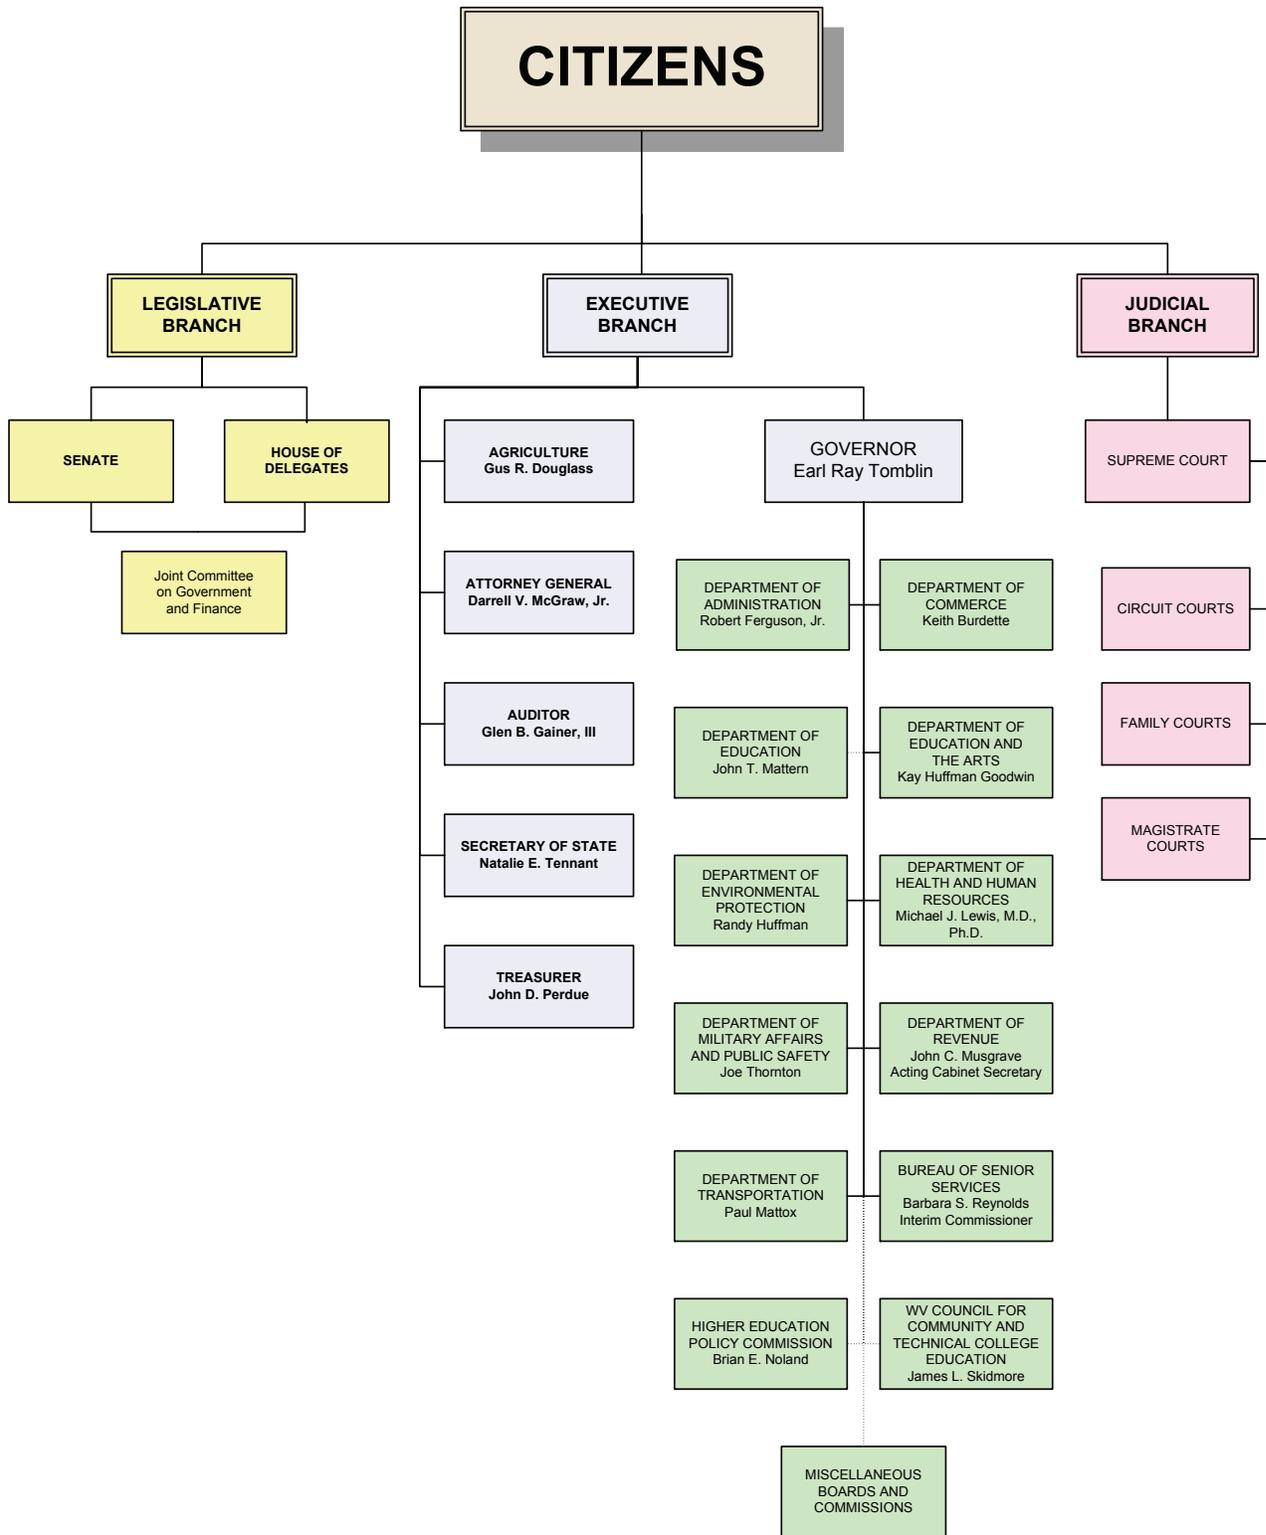 CITIZENS
LEGISLATIVE
BRANCH
EXECUTIVE
BRANCH
JUDICIAL
BRANCH
SENATE
HOUSE OF
DELEGATES
Joint Committee
on Government
and Finance
AGRICULTURE
Gus R. Douglass
ATTORNEY GENERAL
Darrell V. McGraw, Jr.
AUDITOR
Glen B. Gainer, III
SECRETARY OF STATE
Natalie E. Tennant
TREASURER
John D. Perdue
GOVERNOR
Earl Ray Tomblin
DEPARTMENT OF
ADMINISTRATION
Robert Ferguson, Jr.
DEPARTMENT OF
COMMERCE
Keith Burdette
DEPARTMENT OF
EDUCATION
John T. Mattern
DEPARTMENT OF
EDUCATION AND
THE ARTS
Kay Huffman Goodwin
DEPARTMENT OF
ENVIRONMENTAL
PROTECTION
Randy Huffman
DEPARTMENT OF
HEALTH AND HUMAN
RESOURCES
Michael J. Lewis, M.D.,
Ph.D.
DEPARTMENT OF
MILITARY AFFAIRS
AND PUBLIC SAFETY
Joe Thornton
DEPARTMENT OF
REVENUE
John C. Musgrave
Acting Cabinet Secretary
DEPARTMENT OF
TRANSPORTATION
Paul Mattox
BUREAU OF SENIOR
SERVICES
Barbara S. Reynolds
Interim Commissioner
HIGHER EDUCATION
POLICY COMMISSION
Brian E. Noland
WV COUNCIL FOR
COMMUNITY AND
TECHNICAL COLLEGE
EDUCATION
James L. Skidmore
MISCELLANEOUS
BOARDS AND
COMMISSIONS
SUPREME COURT
CIRCUIT COURTS
FAMILY COURTS
MAGISTRATE
COURTS